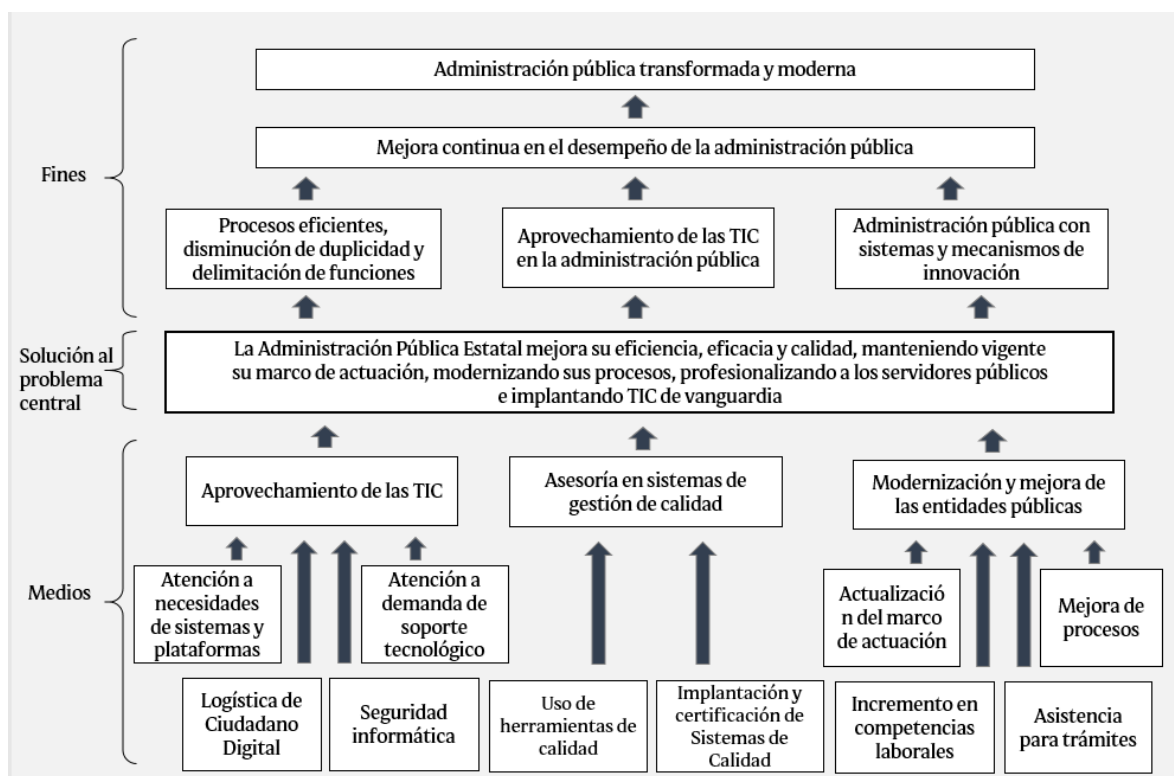 Administración pública transformada y moderna
Mejora continua en el desempeño de la administración pública
Fines
Procesos eficientes,
disminución de duplicidad y
delimitación de funciones
Aprovechamiento de las TIC
en la administración pública
Administración pública con
sistemas y mecanismos de
innovación
Solución al
problema
central
La Administración Pública Estatal mejora su eficiencia, eficacia y calidad, manteniendo vigente
su marco de actuación, modernizando sus procesos, profesionalizando a los servidores públicos
e implantando TIC de vanguardia
Aprovechamiento de las TIC
Asesoría en sistemas de
gestión de calidad
Modernización y mejora de
las entidades públicas
Medios
Atención a
necesidades
de sistemas y
plataformas
Atención a
demanda de
soporte
tecnológico
Actualizació
n del marco
de actuación
Mejora de
procesos
Logística de
Ciudadano
Digital
Seguridad
informática
Uso de
herramientas de
calidad
Implantación y
certificación de
Sistemas de
Calidad
Incremento en
competencias
laborales
Asistencia
para trámites